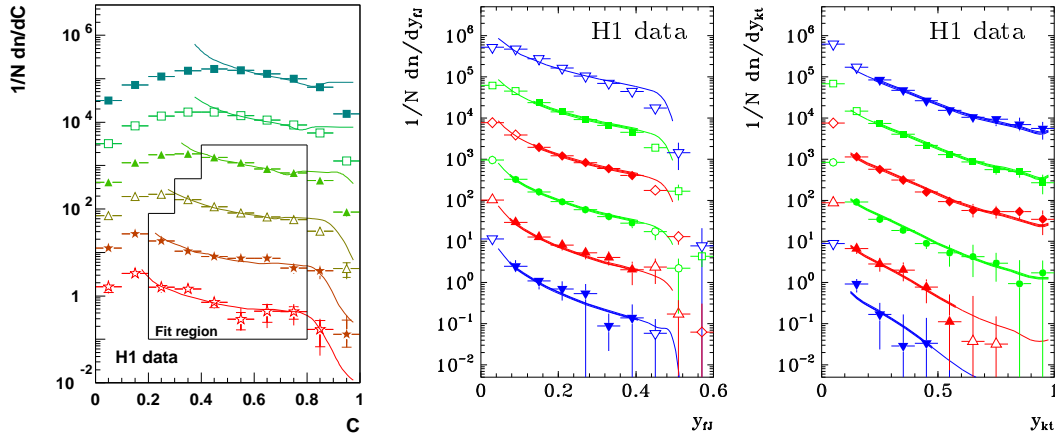 1/N dn/dC
10 6
10 4
10 2
1
10 -2
Fit region
H1 data
0 0.2 0.4 0.6 0.8 1
C
1/N dn/dy_fJ
H1 data
10^6
10^5
10^4
10^3
10^2
10
10^0
10^-1
10^-2
0 0.2 0.4 0.6
y_fJ
1/N dn/dy_kt
H1 data
10^6
10^5
10^4
10^3
10^2
10^1
10^0
10^-1
10^-2
0 0.5 1
y_kt